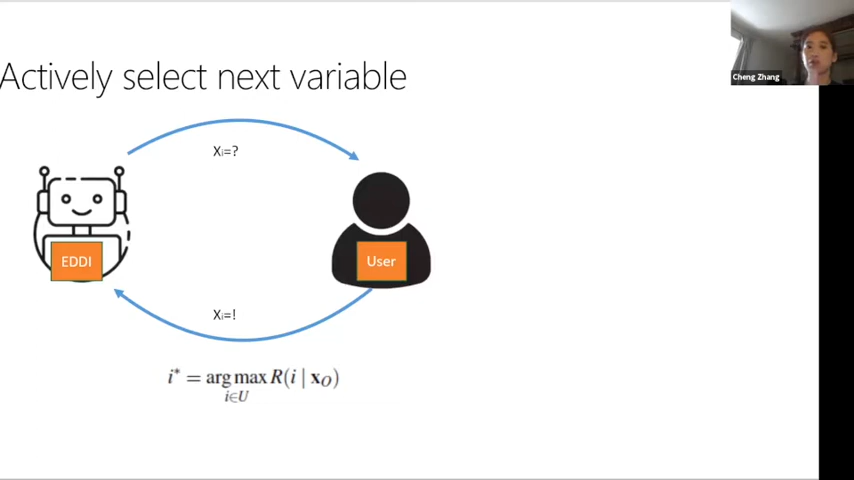 Actively select next variable
Cheng Zhang
Xᵢ=?
EDDI
User
Xᵢ=!
i* = arg max R(i | x_O)
i∈U